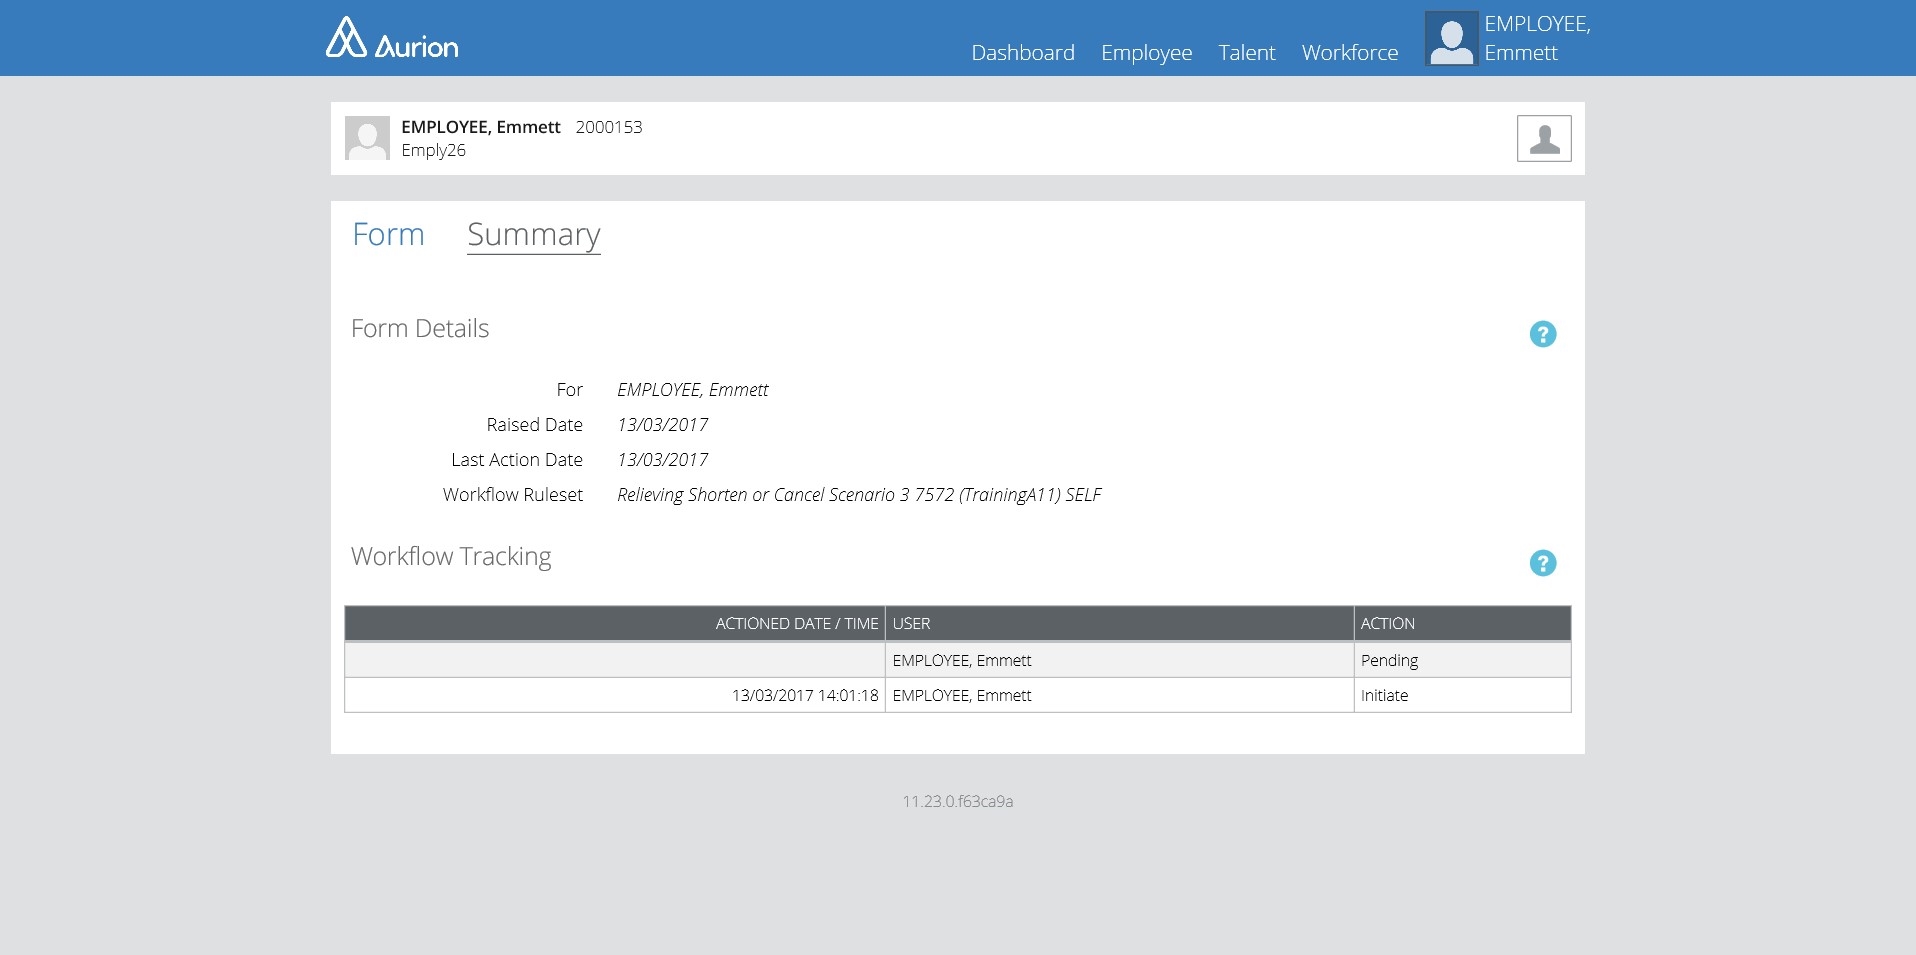 Aurion
Dashboard Employee Talent Workforce EMPLOYEE,
Emmett
EMPLOYEE, Emmett 2000153
Emply26
Form Summary
Form Details
?
For EMPLOYEE, Emmett
Raised Date 13/03/2017
Last Action Date 13/03/2017
Workflow Ruleset Relieving Shorten or Cancel Scenario 3 7572 (TrainingA11) SELF
Workflow Tracking
?
ACTIONED DATE / TIME USER ACTION
EMPLOYEE, Emmett Pending
13/03/2017 14:01:18 EMPLOYEE, Emmett Initiate
11.23.0.f63ca9a